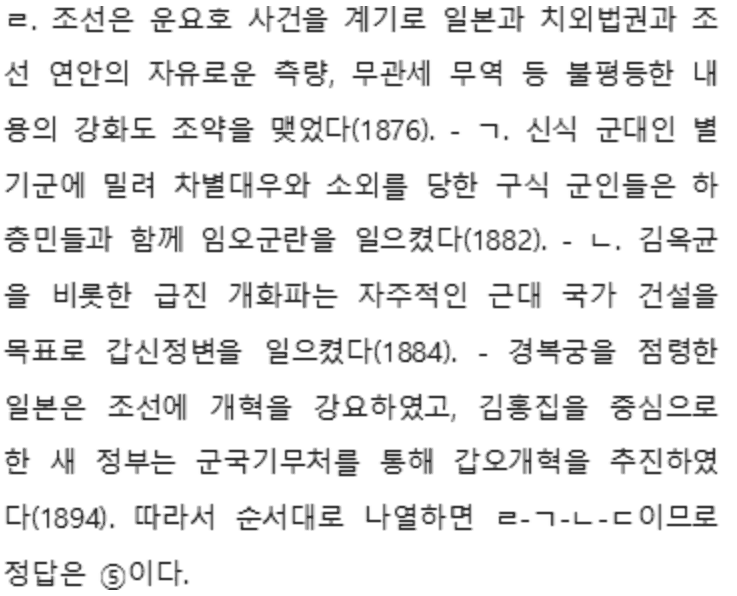 ㄹ. 조선은 운요호 사건을 계기로 일본과 치외법권과 조
선 연안의 자유로운 측량, 무관세 무역 등 불평등한 내
용의 강화도 조약을 맺었다(1876). - ㄱ. 신식 군대인 별
기군에 밀려 차별대우와 소외를 당한 구식 군인들은 하
층민들과 함께 임오군란을 일으켰다(1882). - ㄴ. 김옥균
을 비롯한 급진 개화파는 자주적인 근대 국가 건설을
목표로 갑신정변을 일으켰다(1884). - 경복궁을 점령한
일본은 조선에 개혁을 강요하였고, 김홍집을 중심으로
한 새 정부는 군국기무처를 통해 갑오개혁을 추진하였
다(1894). 따라서 순서대로 나열하면 ㄹ-ㄱ-ㄴ-ㄷ이므로
정답은 ⑤이다.